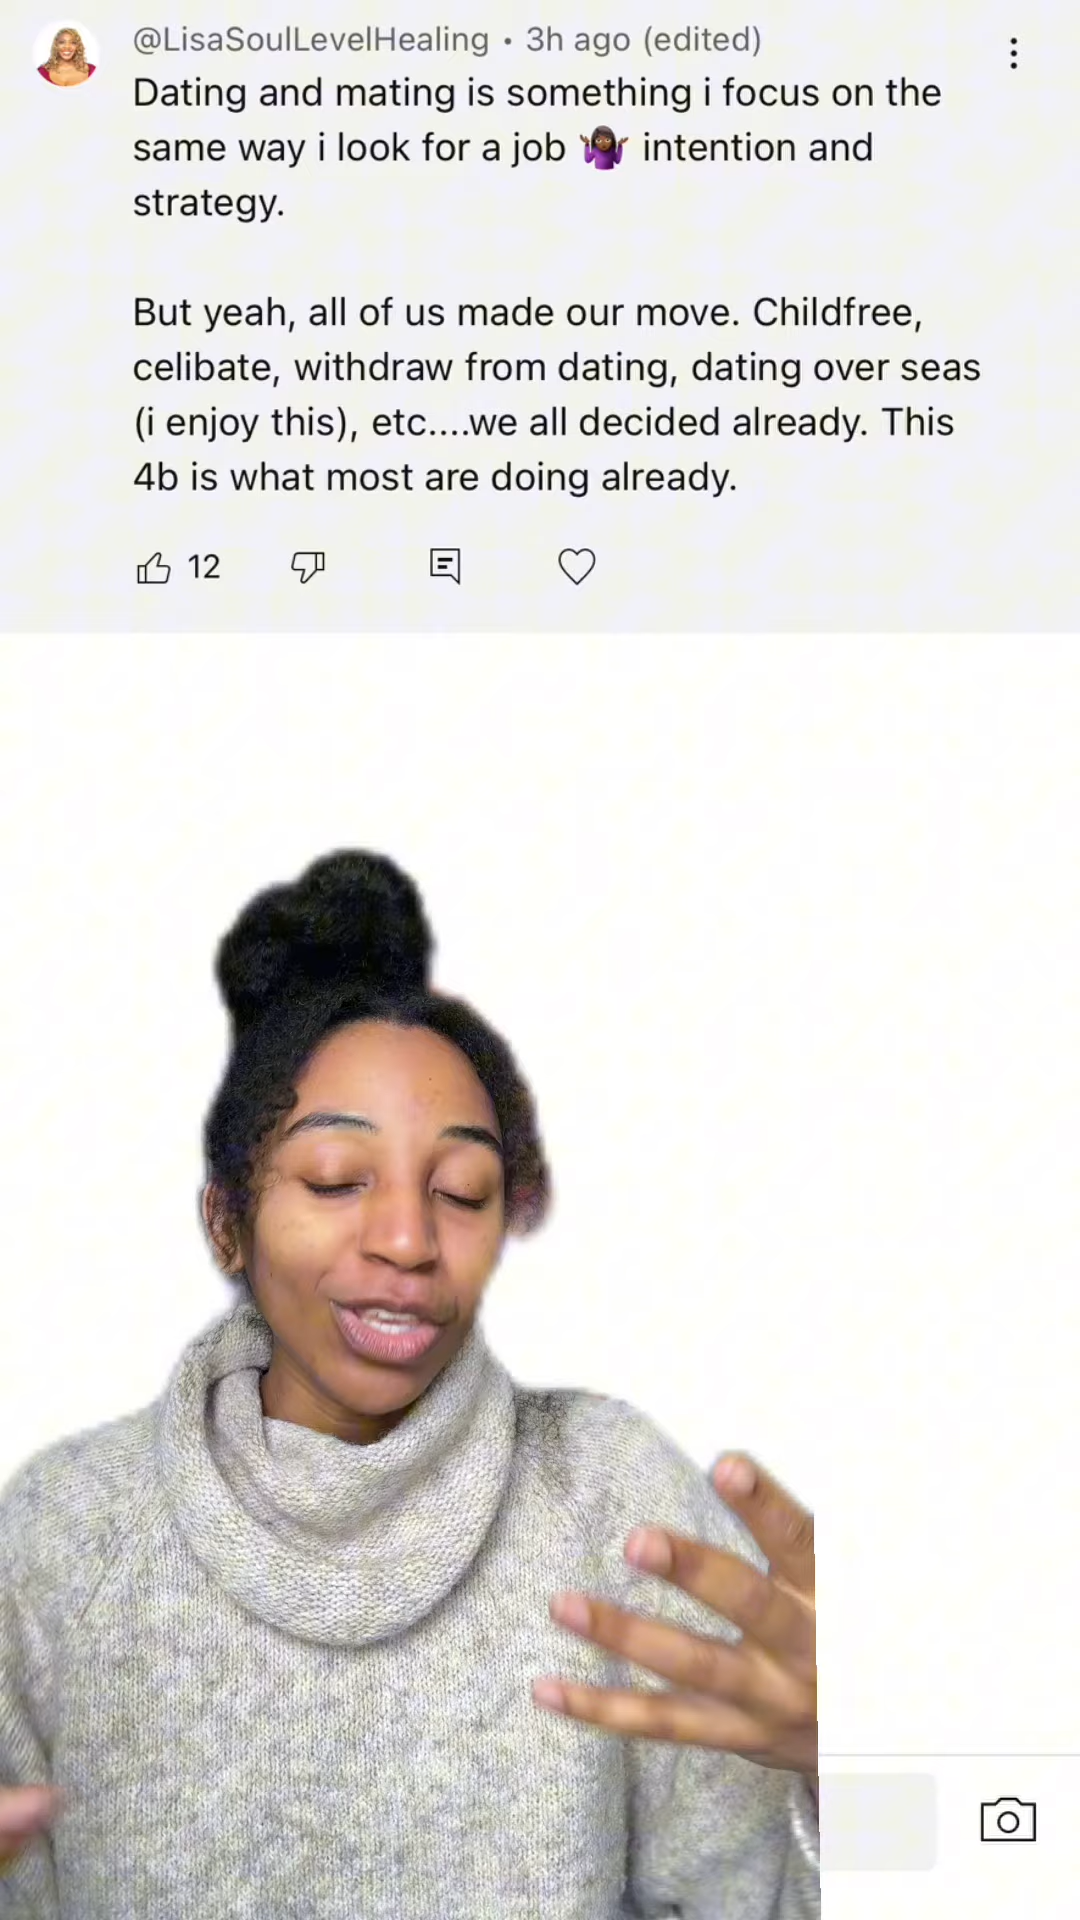 @LisaSoulLevelHealing • 3h ago (edited)
Dating and mating is something i focus on the
same way i look for a job 🤷🏿‍♀️ intention and
strategy.
But yeah, all of us made our move. Childfree,
celibate, withdraw from dating, dating over seas
(i enjoy this), etc....we all decided already. This
4b is what most are doing already.
12